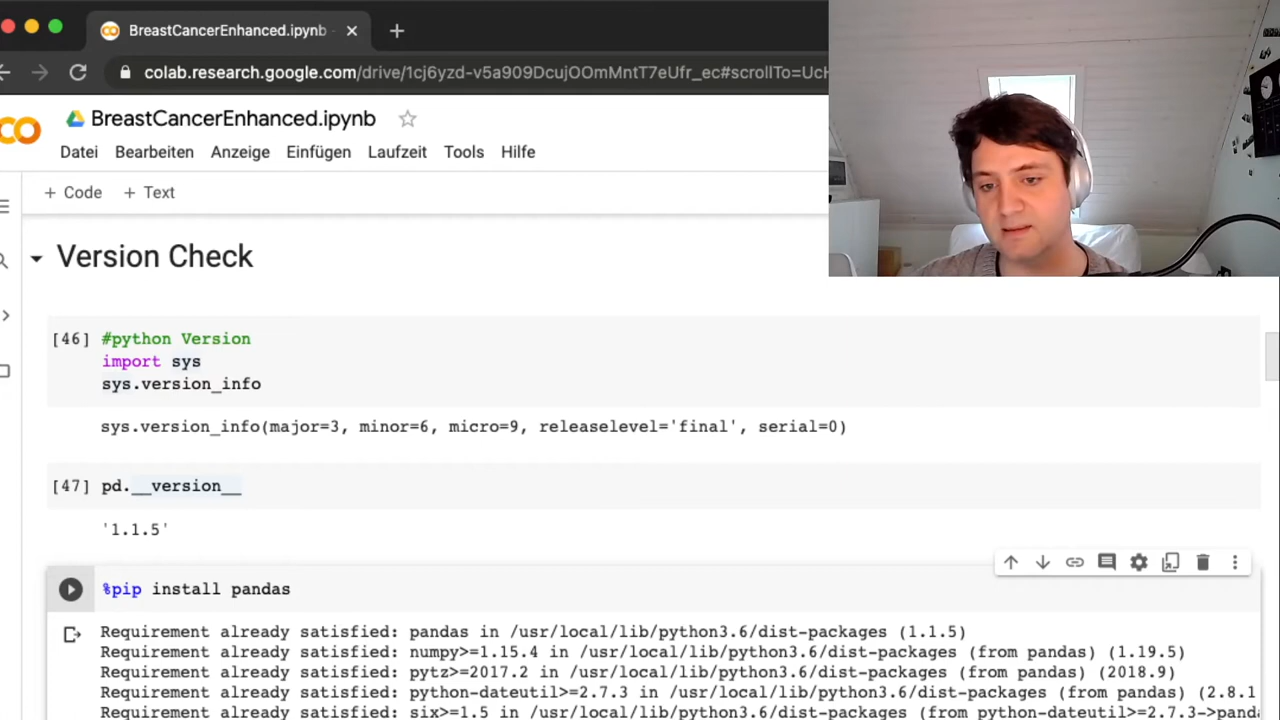 BreastCancerEnhanced.ipynb
colab.research.google.com/drive/1cj6yzd-v5a909DcujOOmMntT7eUfr_ec#scrollTo=Uc
BreastCancerEnhanced.ipynb
Datei Bearbeiten Anzeige Einfügen Laufzeit Tools Hilfe
+ Code + Text
Version Check
[46] #python Version
import sys
sys.version_info
sys.version_info(major=3, minor=6, micro=9, releaselevel='final', serial=0)
[47] pd.__version__
'1.1.5'
%pip install pandas
Requirement already satisfied: pandas in /usr/local/lib/python3.6/dist-packages (1.1.5)
Requirement already satisfied: numpy>=1.15.4 in /usr/local/lib/python3.6/dist-packages (from pandas) (1.19.5)
Requirement already satisfied: pytz>=2017.2 in /usr/local/lib/python3.6/dist-packages (from pandas) (2018.9)
Requirement already satisfied: python-dateutil>=2.7.3 in /usr/local/lib/python3.6/dist-packages (from pandas) (2.8.1
Requirement already satisfied: six>=1.5 in /usr/local/lib/python3.6/dist-packages (from python-dateutil>=2.7.3->panda